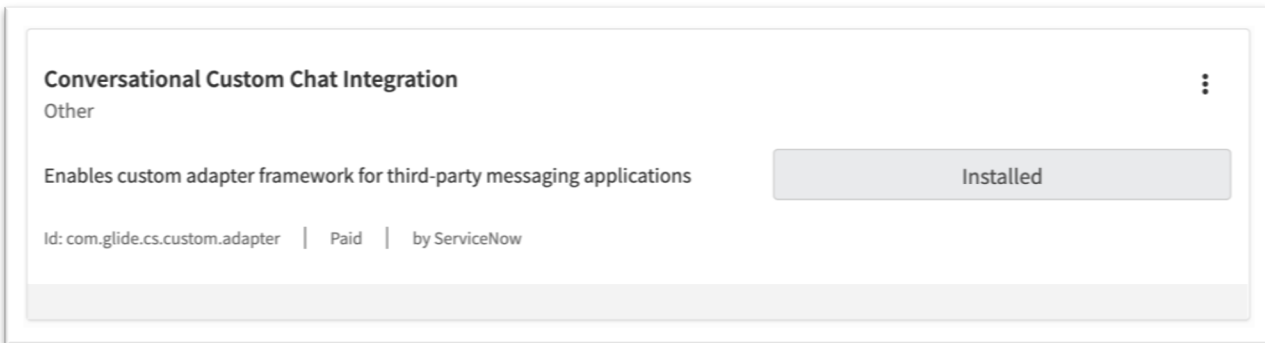 Conversational Custom Chat Integration
Other
Enables custom adapter framework for third-party messaging applications
Installed
Id: com.glide.cs.custom.adapter | Paid | by ServiceNow